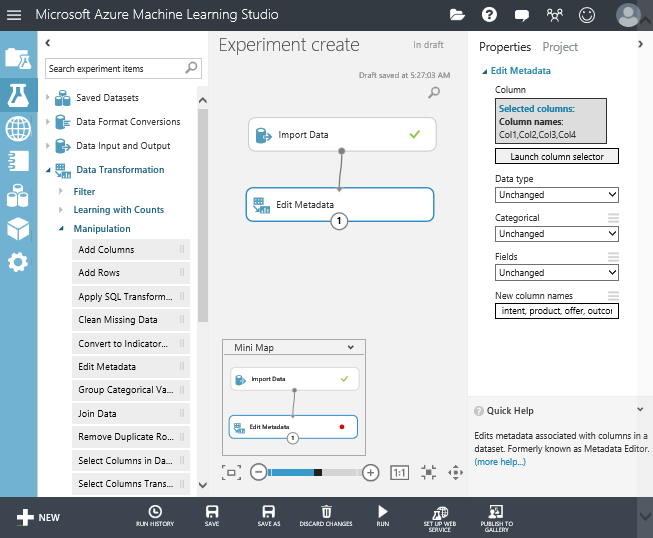 Microsoft Azure Machine Learning Studio
Search experiment items
Saved Datasets
Data Format Conversions
Data Input and Output
Data Transformation
Filter
Learning with Counts
Manipulation
Add Columns
Add Rows
Apply SQL Transform...
Clean Missing Data
Convert to Indicator...
Edit Metadata
Group Categorical Va...
Join Data
Remove Duplicate Ro...
Select Columns in Da...
Select Columns Trans...
Experiment create
In draft
Draft saved at 5:27:03 AM
Import Data
Edit Metadata
1
Mini Map
Import Data
Edit Metadata
1
1:1
Properties Project
Edit Metadata
Column
Selected columns:
Column names:
Col1,Col2,Col3,Col4
Launch column selector
Data type
Unchanged
Categorical
Unchanged
Fields
Unchanged
New column names
intent, product, offer, outcor
Quick Help
Edits metadata associated with columns in a
dataset. Formerly known as Metadata Editor.
(more help...)
NEW
RUN HISTORY
SAVE
SAVE AS
DISCARD CHANGES
RUN
SET UP WEB
SERVICE
PUBLISH TO
GALLERY